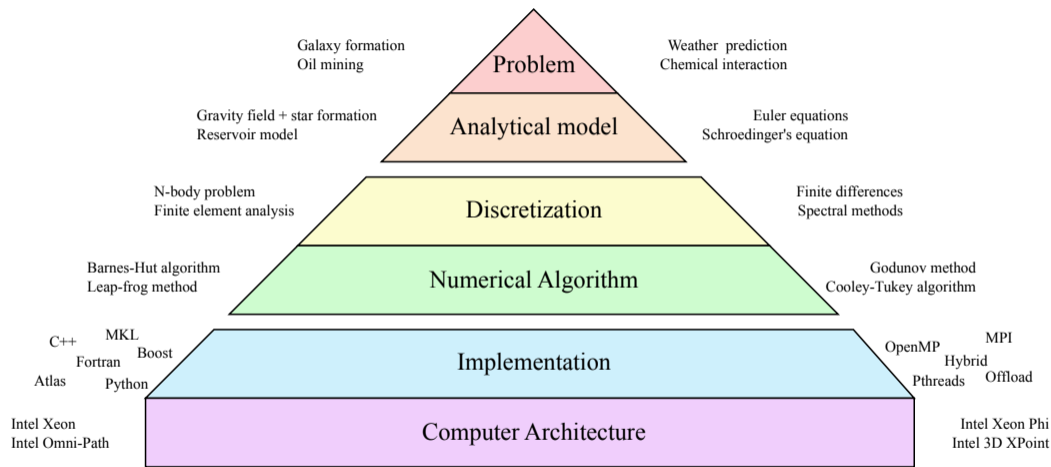 Galaxy formation
Oil mining
Problem
Weather prediction
Chemical interaction
Gravity field + star formation
Reservoir model
Analytical model
Euler equations
Schroedinger's equation
N-body problem
Finite element analysis
Discretization
Finite differences
Spectral methods
Barnes-Hut algorithm
Leap-frog method
Numerical Algorithm
Godunov method
Cooley-Tukey algorithm
C++
MKL
Fortran
Boost
Atlas
Python
Implementation
OpenMP
MPI
Hybrid
Pthreads
Offload
Intel Xeon
Intel Omni-Path
Computer Architecture
Intel Xeon Phi
Intel 3D XPoint